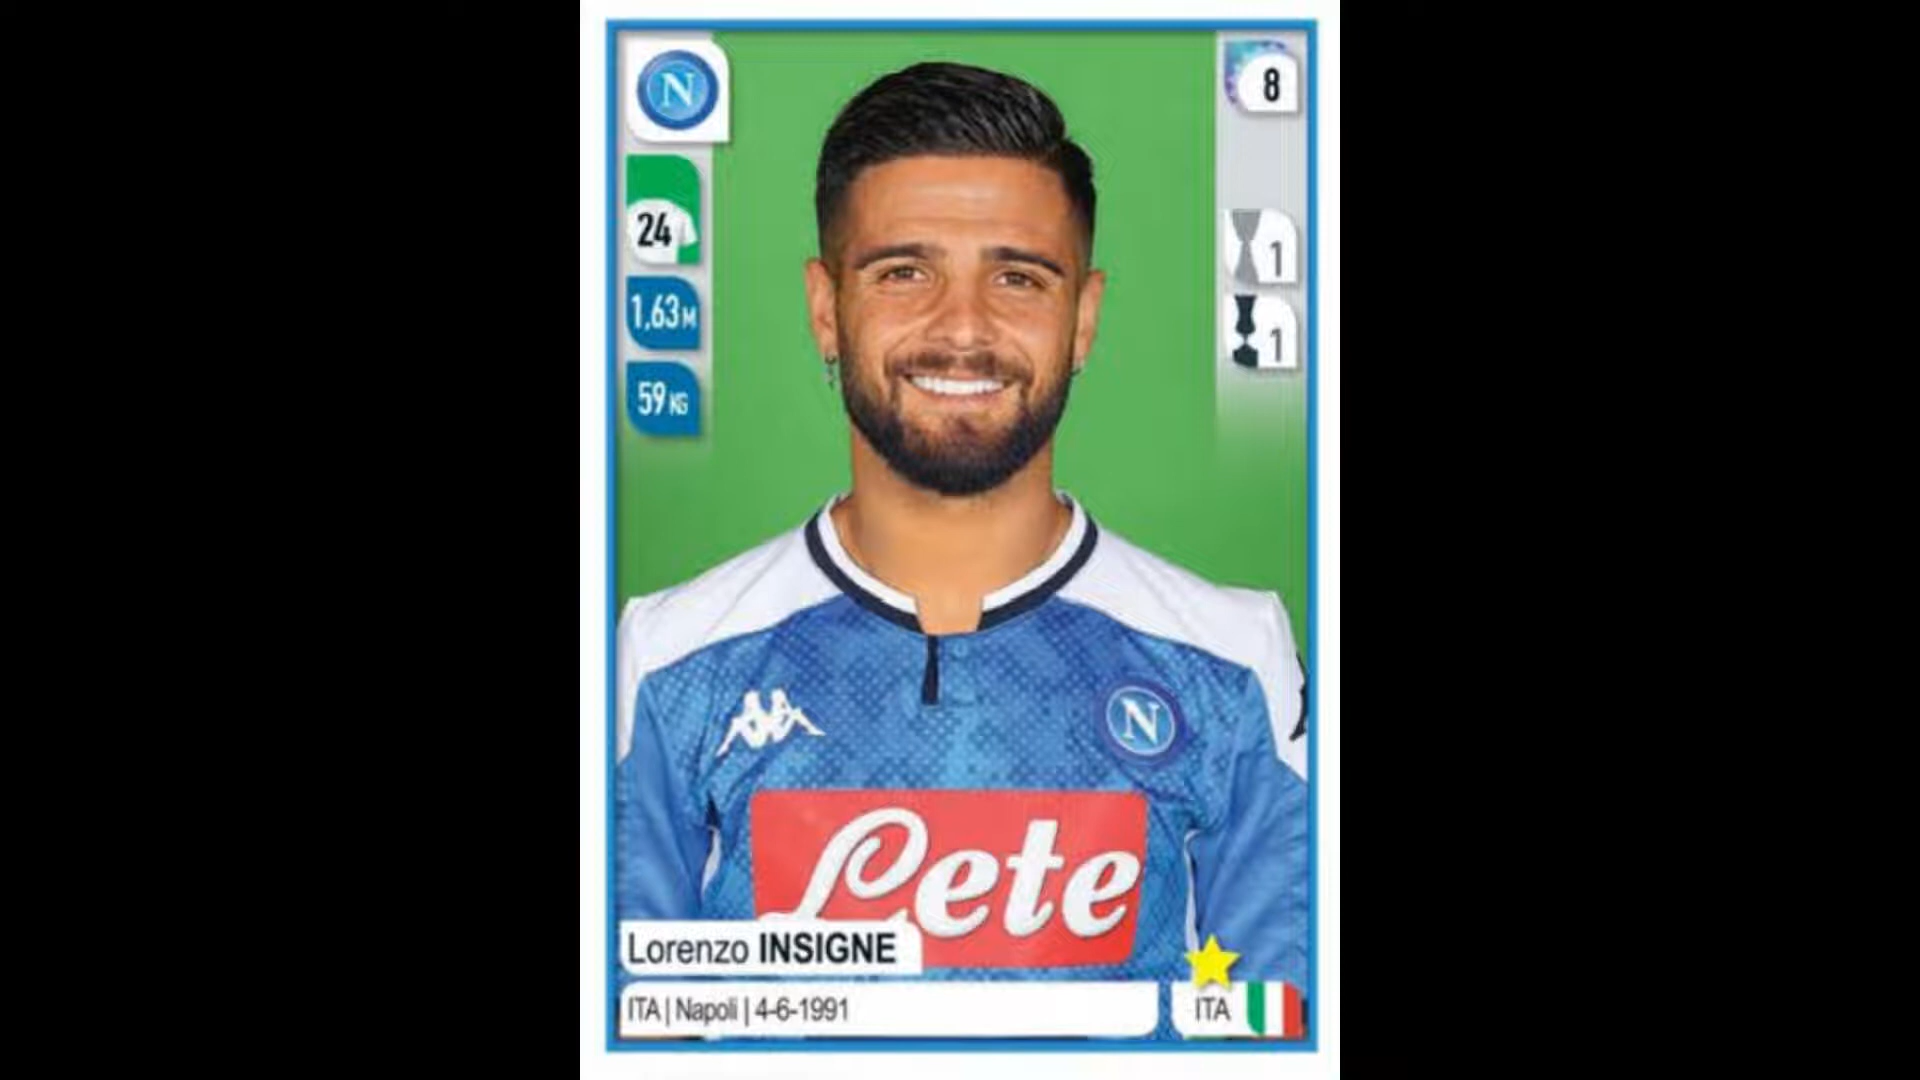 N
8
24
1
1,63 M
1
59 KG
N
Lete
Lorenzo INSIGNE
ITA | Napoli | 4-6-1991
ITA